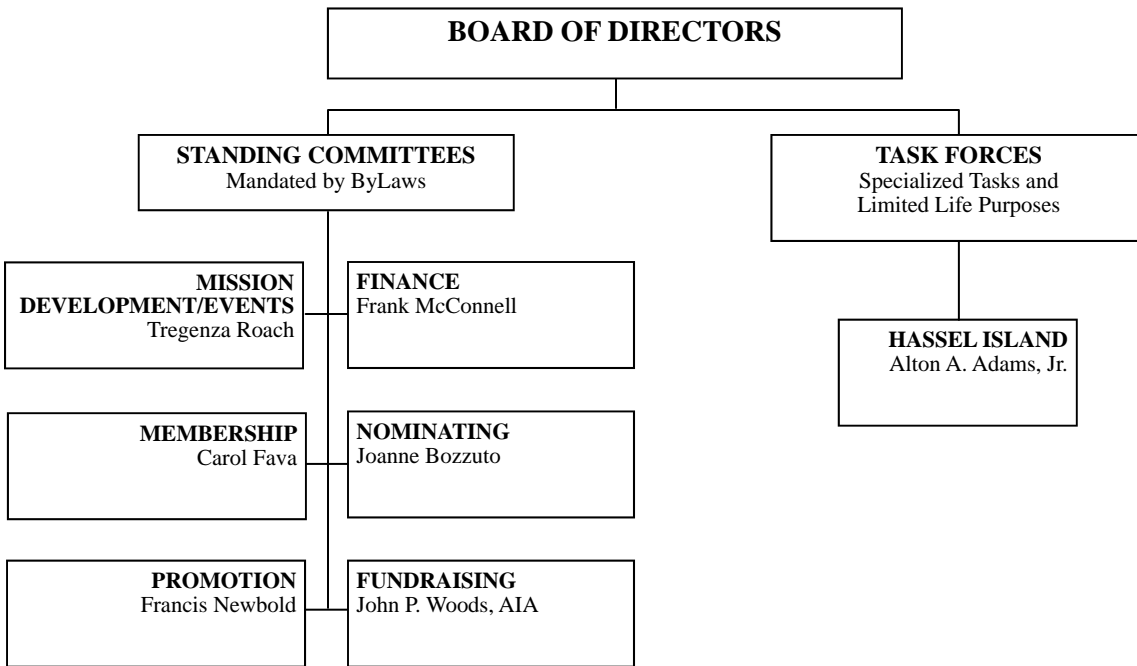 BOARD OF DIRECTORS
STANDING COMMITTEES
Mandated by ByLaws
TASK FORCES
Specialized Tasks and
Limited Life Purposes
MISSION
DEVELOPMENT/EVENTS
Tregenza Roach
FINANCE
Frank McConnell
HASSEL ISLAND
Alton A. Adams, Jr.
MEMBERSHIP
Carol Fava
NOMINATING
Joanne Bozzuto
PROMOTION
Francis Newbold
FUNDRAISING
John P. Woods, AIA